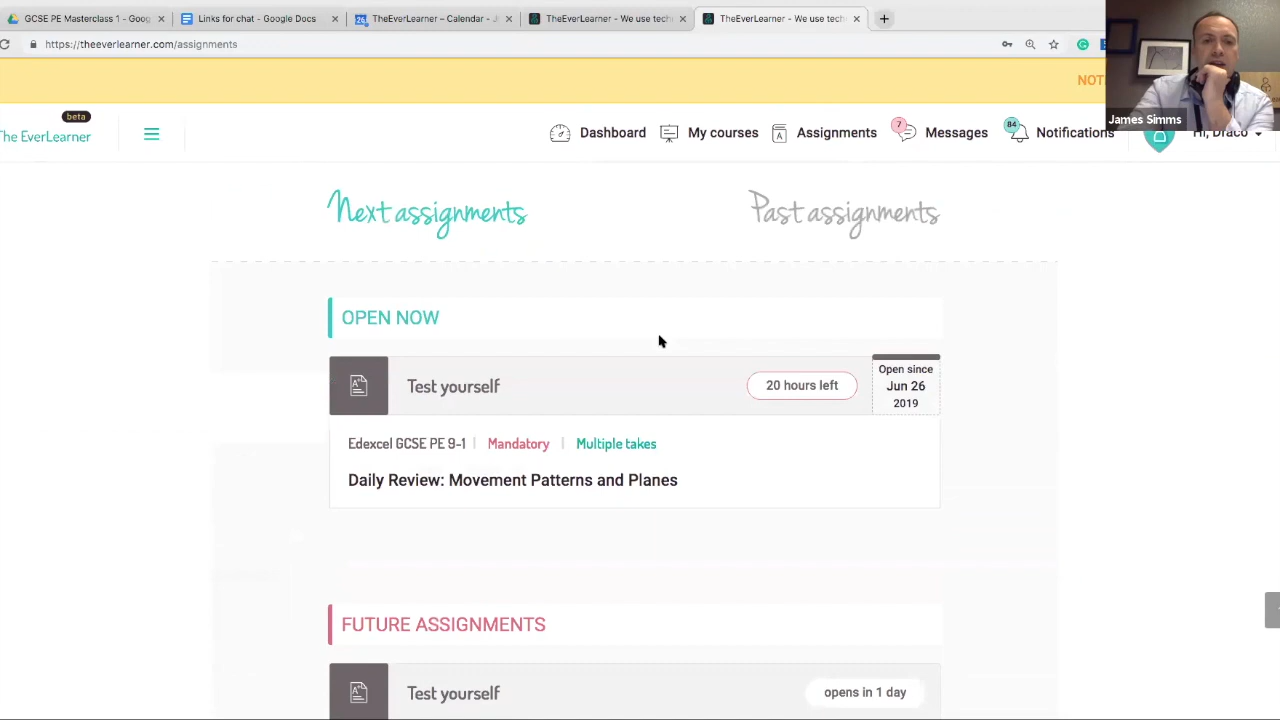 GCSE PE Masterclass 1 - Goog
Links for chat - Google Docs
TheEverLearner – Calendar - J
TheEverLearner - We use tech
TheEverLearner - We use tech
https://theeverlearner.com/assignments
NOT
James Simms
beta
The EverLearner
Dashboard
My courses
Assignments
7
Messages
84
Notifications
Hi, Draco
Next assignments
Past assignments
OPEN NOW
Test yourself
20 hours left
Open since
Jun 26
2019
Edexcel GCSE PE 9-1 | Mandatory | Multiple takes
Daily Review: Movement Patterns and Planes
FUTURE ASSIGNMENTS
Test yourself
opens in 1 day